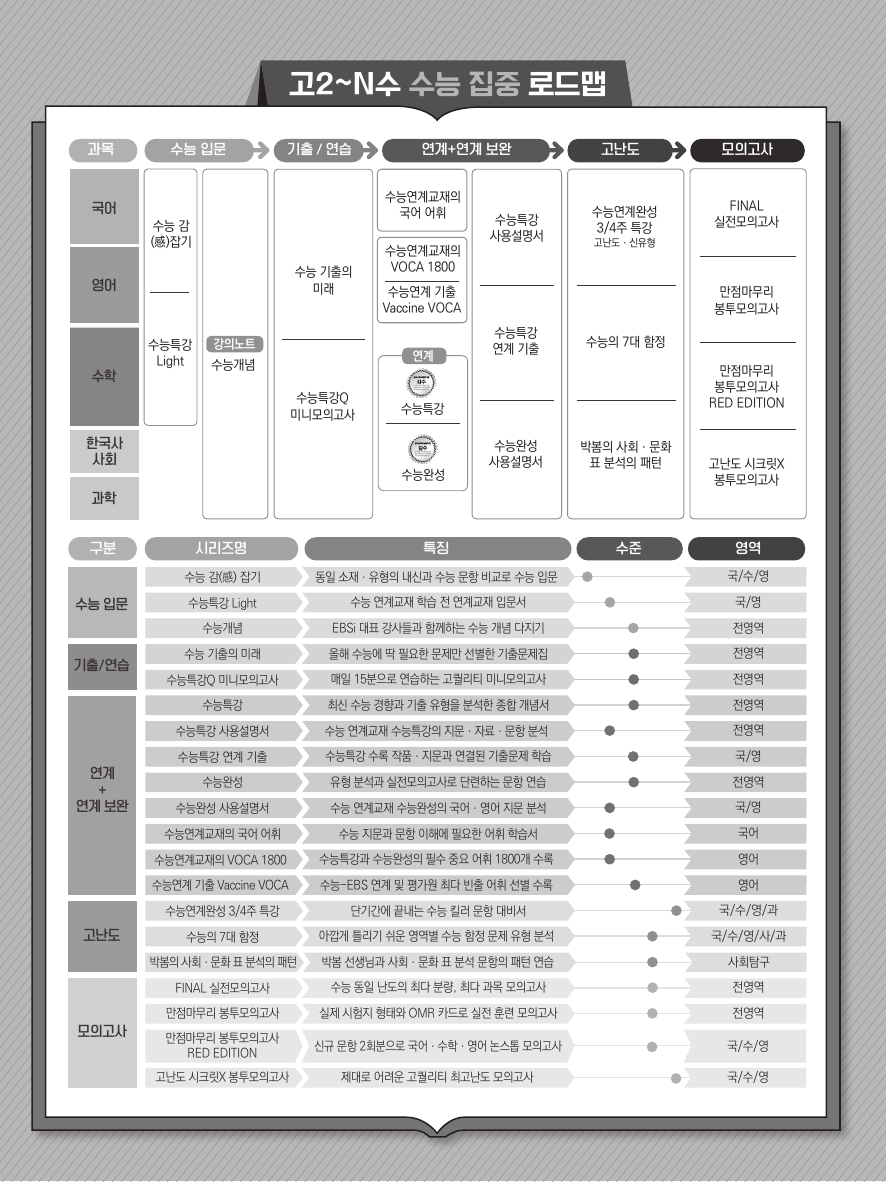 고2~N수 수능 집중 로드맵
과목 수능 입문 기출 / 연습 연계+연계 보완 고난도 모의고사
국어
영어
수학
한국사
사회
과학
수능 감
(感)잡기
수능특강
Light
강의노트
수능개념
수능 기출의
미래
수능특강Q
미니모의고사
수능연계교재의
국어 어휘
수능연계교재의
VOCA 1800
수능연계 기출
Vaccine VOCA
연계
수능특강
수능완성
수능특강
사용설명서
수능특강
연계 기출
수능완성
사용설명서
수능연계완성
3/4주 특강
고난도 · 신유형
수능의 7대 함정
박봄의 사회 · 문화
표 분석의 패턴
FINAL
실전모의고사
만점마무리
봉투모의고사
만점마무리
봉투모의고사
RED EDITION
고난도 시크릿X
봉투모의고사
구분 시리즈명 특징 수준 영역
수능 입문
수능 감(感) 잡기 동일 소재 · 유형의 내신과 수능 문항 비교로 수능 입문 국/수/영
수능특강 Light 수능 연계교재 학습 전 연계교재 입문서 국/영
수능개념 EBSi 대표 강사들과 함께하는 수능 개념 다지기 전영역
기출/연습
수능 기출의 미래 올해 수능에 딱 필요한 문제만 선별한 기출문제집 전영역
수능특강Q 미니모의고사 매일 15분으로 연습하는 고퀄리티 미니모의고사 전영역
연계
+
연계 보완
수능특강 최신 수능 경향과 기출 유형을 분석한 종합 개념서 전영역
수능특강 사용설명서 수능 연계교재 수능특강의 지문 · 자료 · 문항 분석 전영역
수능특강 연계 기출 수능특강 수록 작품 · 지문과 연결된 기출문제 학습 국/영
수능완성 유형 분석과 실전모의고사로 단련하는 문항 연습 전영역
수능완성 사용설명서 수능 연계교재 수능완성의 국어 · 영어 지문 분석 국/영
수능연계교재의 국어 어휘 수능 지문과 문항 이해에 필요한 어휘 학습서 국어
수능연계교재의 VOCA 1800 수능특강과 수능완성의 필수 중요 어휘 1800개 수록 영어
수능연계 기출 Vaccine VOCA 수능-EBS 연계 및 평가원 최다 빈출 어휘 선별 수록 영어
고난도
수능연계완성 3/4주 특강 단기간에 끝내는 수능 킬러 문항 대비서 국/수/영/과
수능의 7대 함정 아깝게 틀리기 쉬운 영역별 수능 함정 문제 유형 분석 국/수/영/사/과
박봄의 사회 · 문화 표 분석의 패턴 박봄 선생님과 사회 · 문화 표 분석 문항의 패턴 연습 사회탐구
모의고사
FINAL 실전모의고사 수능 동일 난도의 최다 분량, 최다 과목 모의고사 전영역
만점마무리 봉투모의고사 실제 시험지 형태와 OMR 카드로 실전 훈련 모의고사 전영역
만점마무리 봉투모의고사
RED EDITION 신규 문항 2회분으로 국어 · 수학 · 영어 논스톱 모의고사 국/수/영
고난도 시크릿X 봉투모의고사 제대로 어려운 고퀄리티 최고난도 모의고사 국/수/영